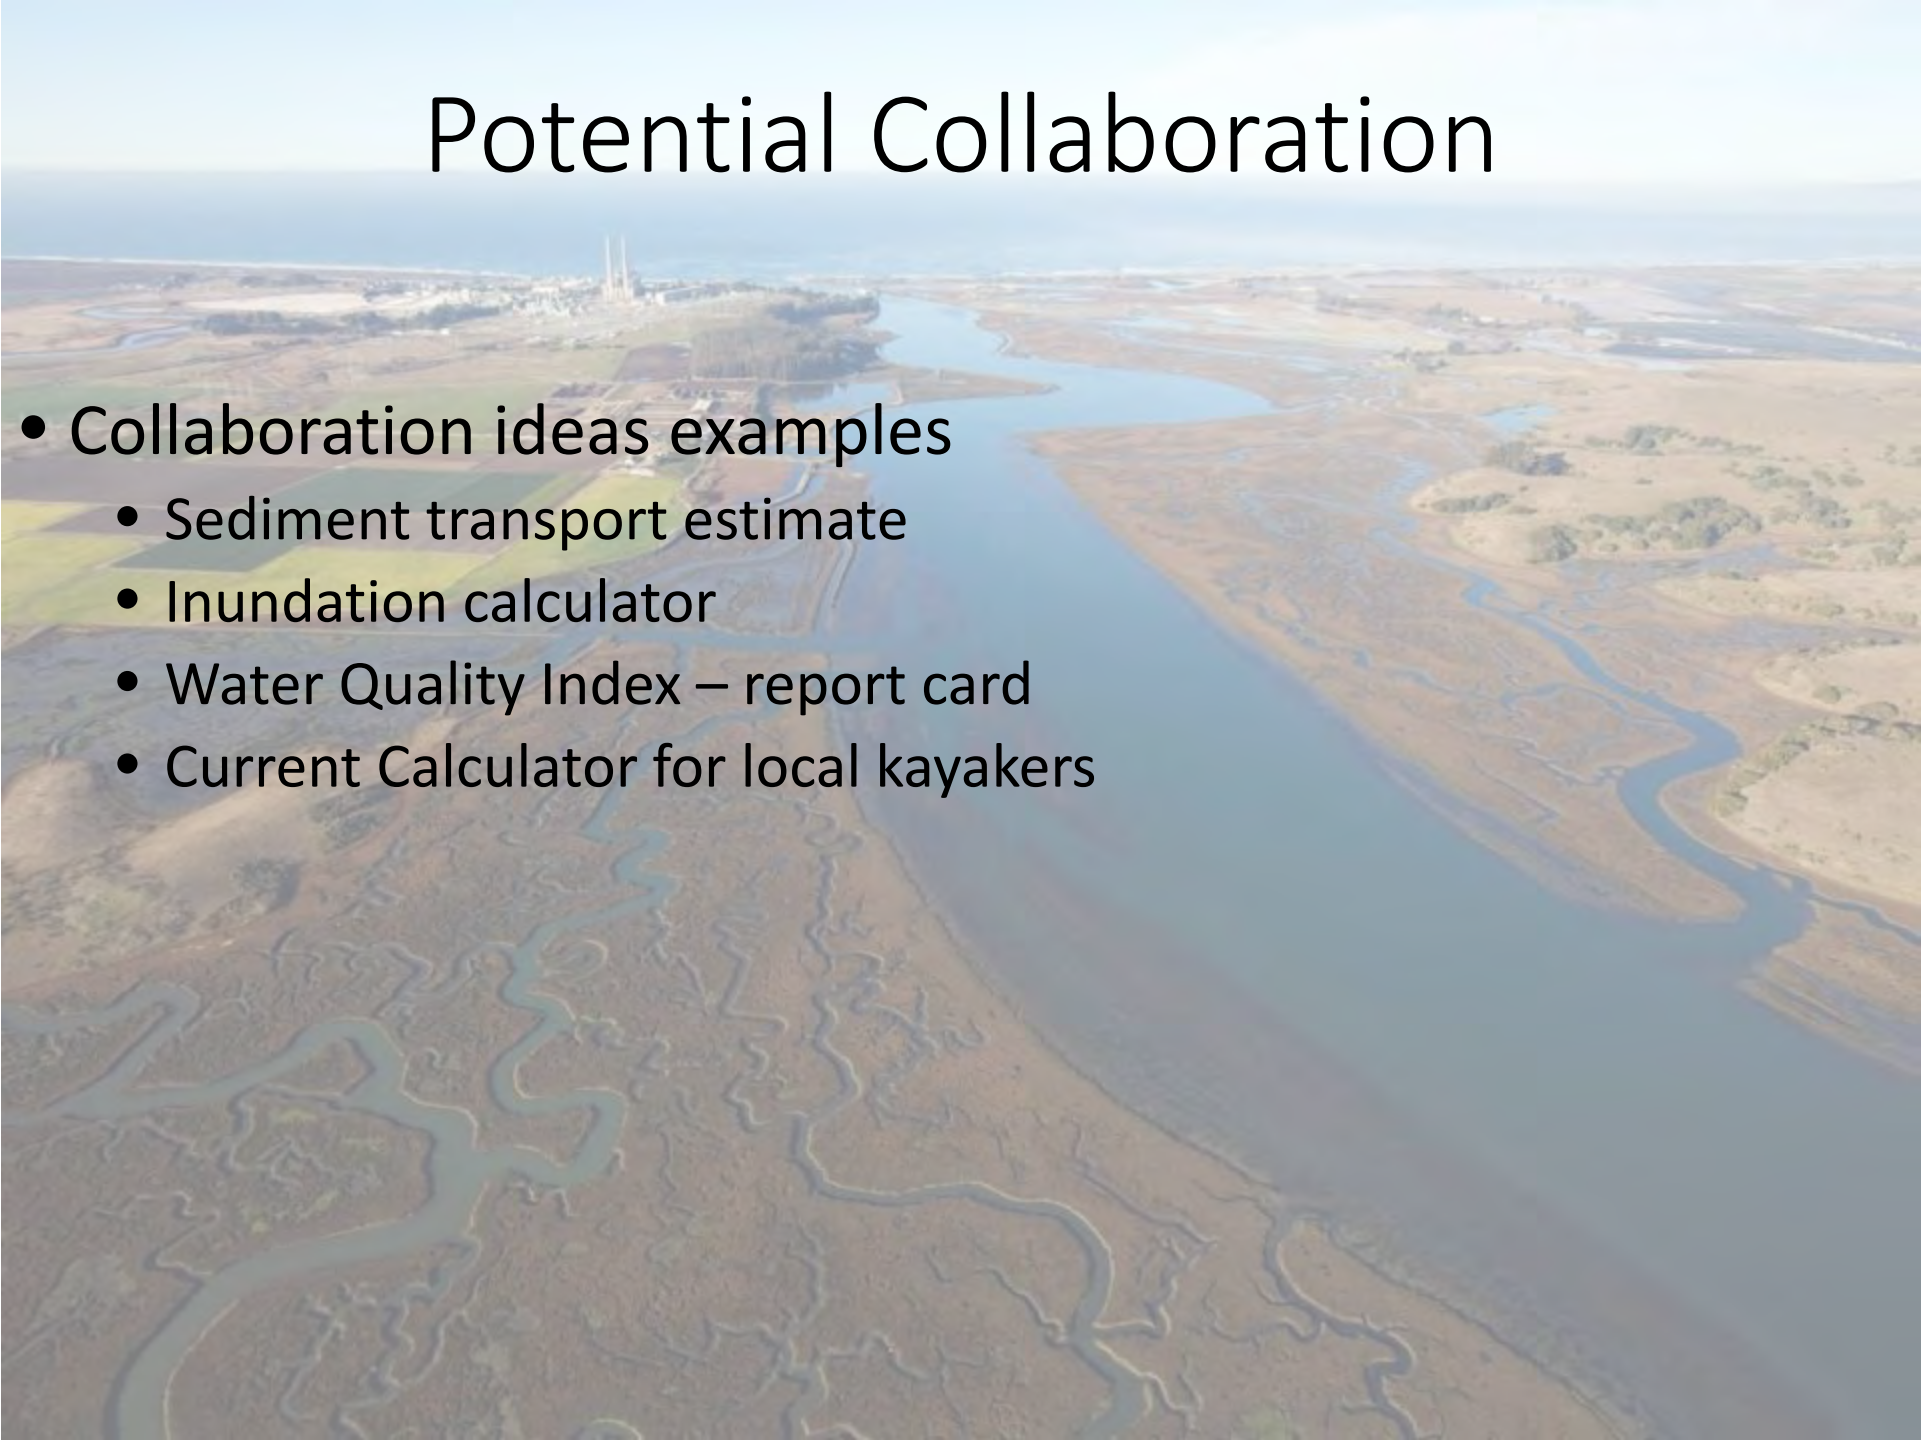 Potential Collaboration
• Collaboration ideas examples
• Sediment transport estimate
• Inundation calculator
• Water Quality Index – report card
• Current Calculator for local kayakers